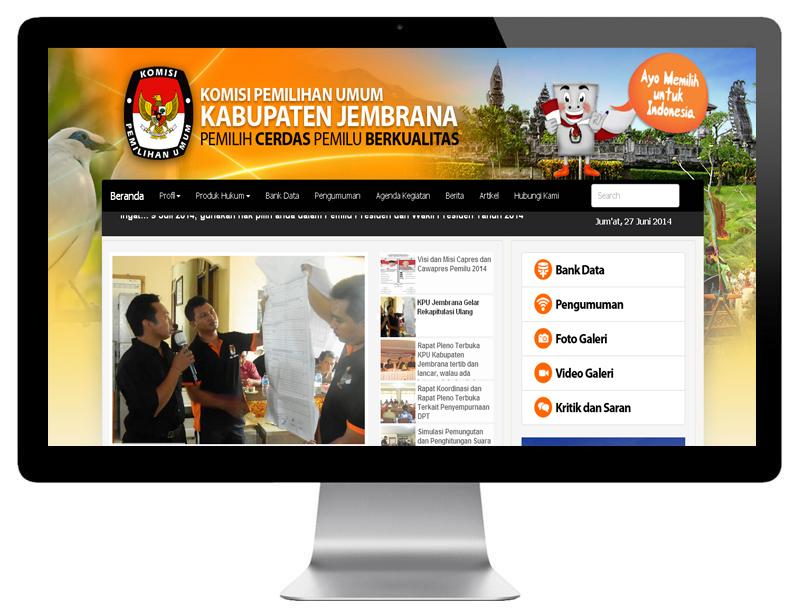 KOMISI
PEMILIHAN UMUM
KOMISI PEMILIHAN UMUM
KABUPATEN JEMBRANA
PEMILIH CERDAS PEMILU BERKUALITAS
Ayo Memilih
untuk
Indonesia
Beranda Profil Produk Hukum Bank Data Pengumuman Agenda Kegiatan Berita Artikel Hubungi Kami Search
Ingat... 9 Juli 2014, gunakan hak pilih anda dalam Pemilu Presiden dan Wakil Presiden Tahun 2014
Jum'at, 27 Juni 2014
Visi dan Misi Capres dan
Cawapres Pemilu 2014
KPU Jembrana Gelar
Rekapitulasi Ulang
Rapat Pleno Terbuka
KPU Kabupaten
Jembrana tertib dan
lancar, walau ada
Rapat Koordinasi dan
Rapat Pleno Terbuka
Terkait Penyempurnaan
DPT
Simulasi Pemungutan
dan Penghitungan Suara
Bank Data
Pengumuman
Foto Galeri
Video Galeri
Kritik dan Saran